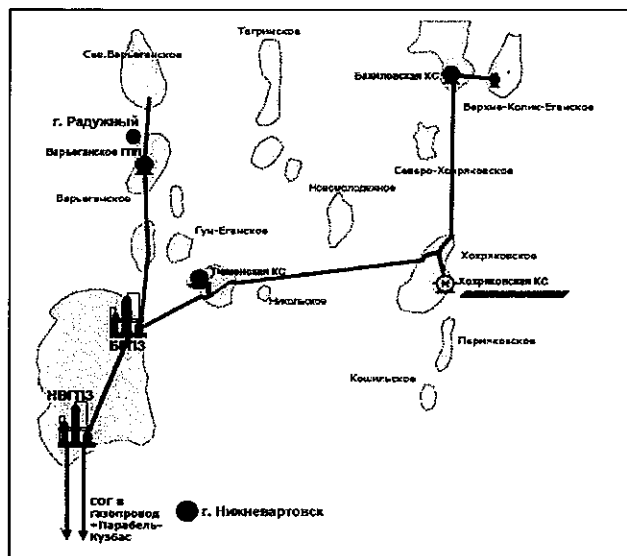 Тагринское
Сев.Варьеганское
Бахиловская КС
Верхне-Колик-Еганское
г. Радужный
Варьеганское ГПП
Северо-Хохряковское
Варьеганское
Новомолодежное
Гун-Еганское
Хохряковское
Тюменская КС
Хохряковская КС
Никольское
БГПЗ
Пермяковское
Кошильское
НВГПЗ
СОГ в
газопровод
«Парабель-
Кузбас
г. Нижневартовск